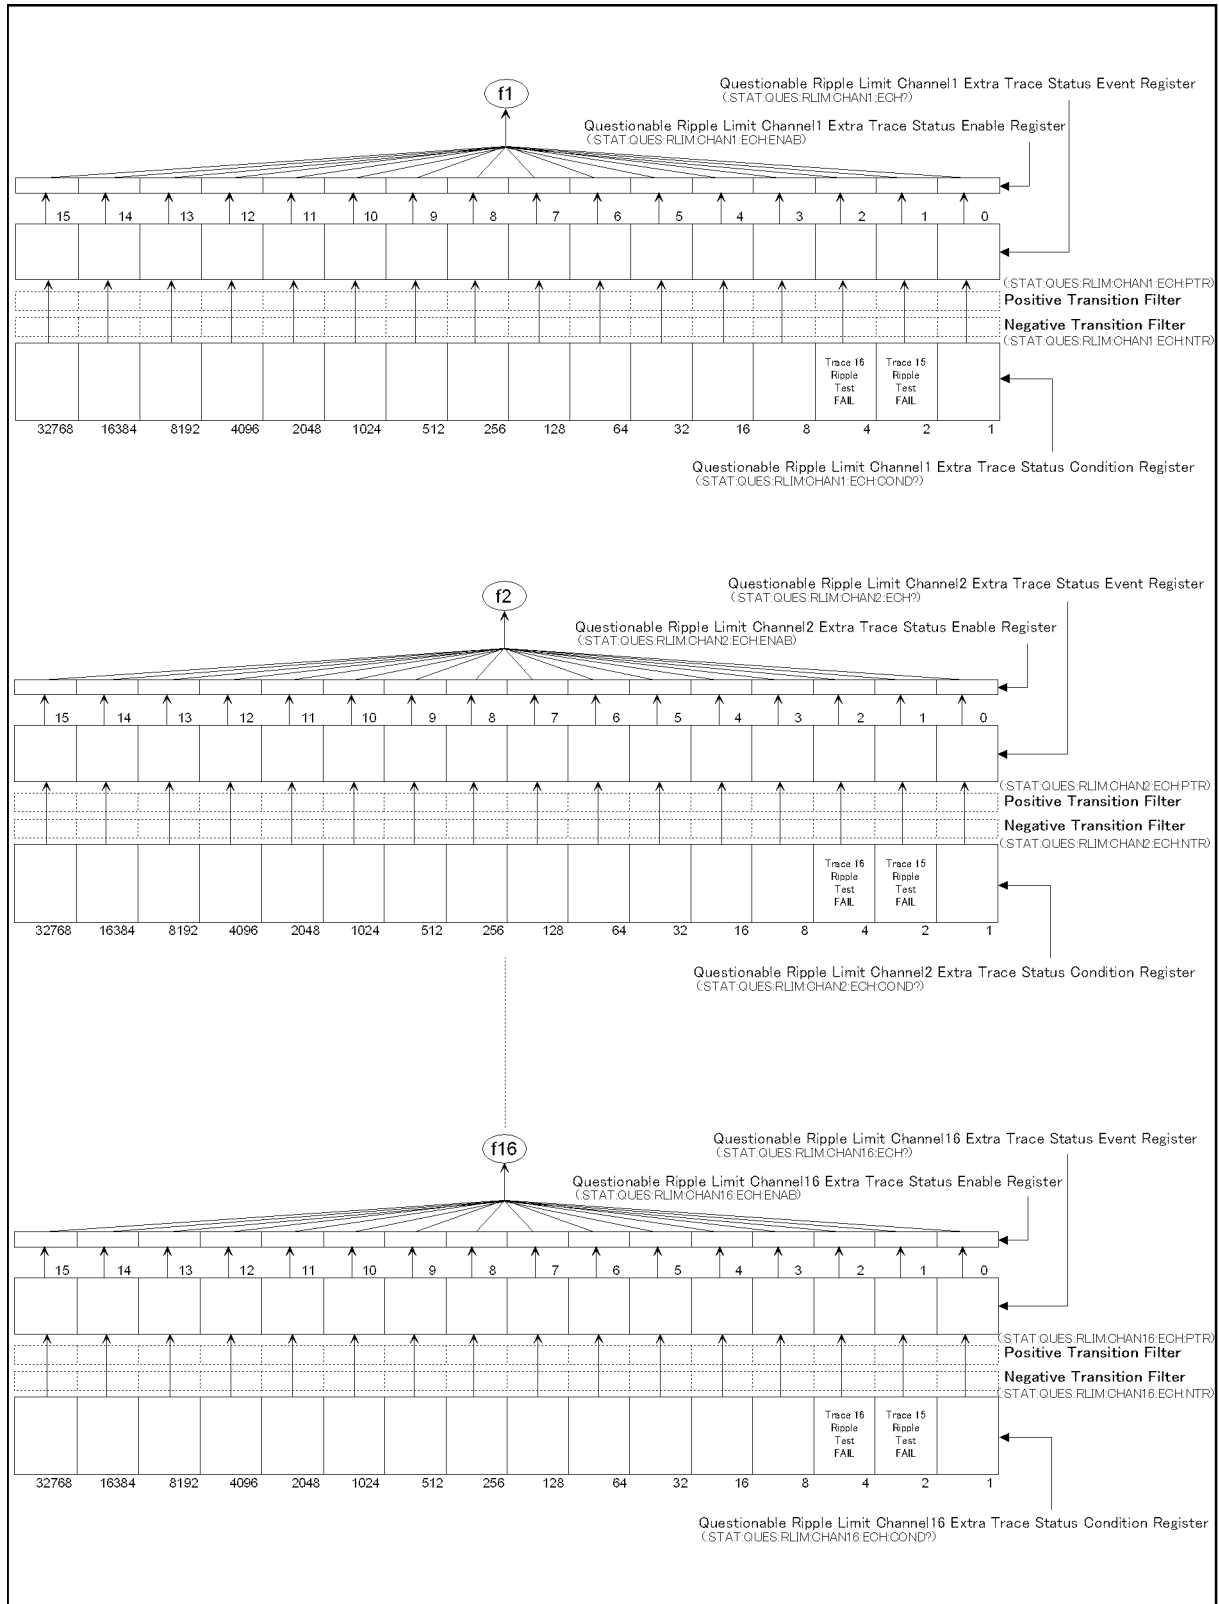 Questionable Ripple Limit Channel1 Extra Trace Status Event Register
(:STAT:QUES:RLIM:CHAN1:ECH?)
f1
Questionable Ripple Limit Channel1 Extra Trace Status Enable Register
(:STAT:QUES:RLIM:CHAN1:ECH:ENAB)
15 14 13 12 11 10 9 8 7 6 5 4 3 2 1 0
(:STAT:QUES:RLIM:CHAN1:ECH:PTR)
Positive Transition Filter
Negative Transition Filter
(:STAT:QUES:RLIM:CHAN1:ECH:NTR)
Trace 16 Trace 15
Ripple Ripple
Test Test
FAIL FAIL
32768 16384 8192 4096 2048 1024 512 256 128 64 32 16 8 4 2 1
Questionable Ripple Limit Channel1 Extra Trace Status Condition Register
(:STAT:QUES:RLIM:CHAN1:ECH:COND?)
Questionable Ripple Limit Channel2 Extra Trace Status Event Register
(:STAT:QUES:RLIM:CHAN2:ECH?)
f2
Questionable Ripple Limit Channel2 Extra Trace Status Enable Register
(:STAT:QUES:RLIM:CHAN2:ECH:ENAB)
15 14 13 12 11 10 9 8 7 6 5 4 3 2 1 0
(:STAT:QUES:RLIM:CHAN2:ECH:PTR)
Positive Transition Filter
Negative Transition Filter
(:STAT:QUES:RLIM:CHAN2:ECH:NTR)
Trace 16 Trace 15
Ripple Ripple
Test Test
FAIL FAIL
32768 16384 8192 4096 2048 1024 512 256 128 64 32 16 8 4 2 1
Questionable Ripple Limit Channel2 Extra Trace Status Condition Register
(:STAT:QUES:RLIM:CHAN2:ECH:COND?)
Questionable Ripple Limit Channel16 Extra Trace Status Event Register
(:STAT:QUES:RLIM:CHAN16:ECH?)
f16
Questionable Ripple Limit Channel16 Extra Trace Status Enable Register
(:STAT:QUES:RLIM:CHAN16:ECH:ENAB)
15 14 13 12 11 10 9 8 7 6 5 4 3 2 1 0
(:STAT:QUES:RLIM:CHAN16:ECH:PTR)
Positive Transition Filter
Negative Transition Filter
(:STAT:QUES:RLIM:CHAN16:ECH:NTR)
Trace 16 Trace 15
Ripple Ripple
Test Test
FAIL FAIL
32768 16384 8192 4096 2048 1024 512 256 128 64 32 16 8 4 2 1
Questionable Ripple Limit Channel16 Extra Trace Status Condition Register
(:STAT:QUES:RLIM:CHAN16:ECH:COND?)